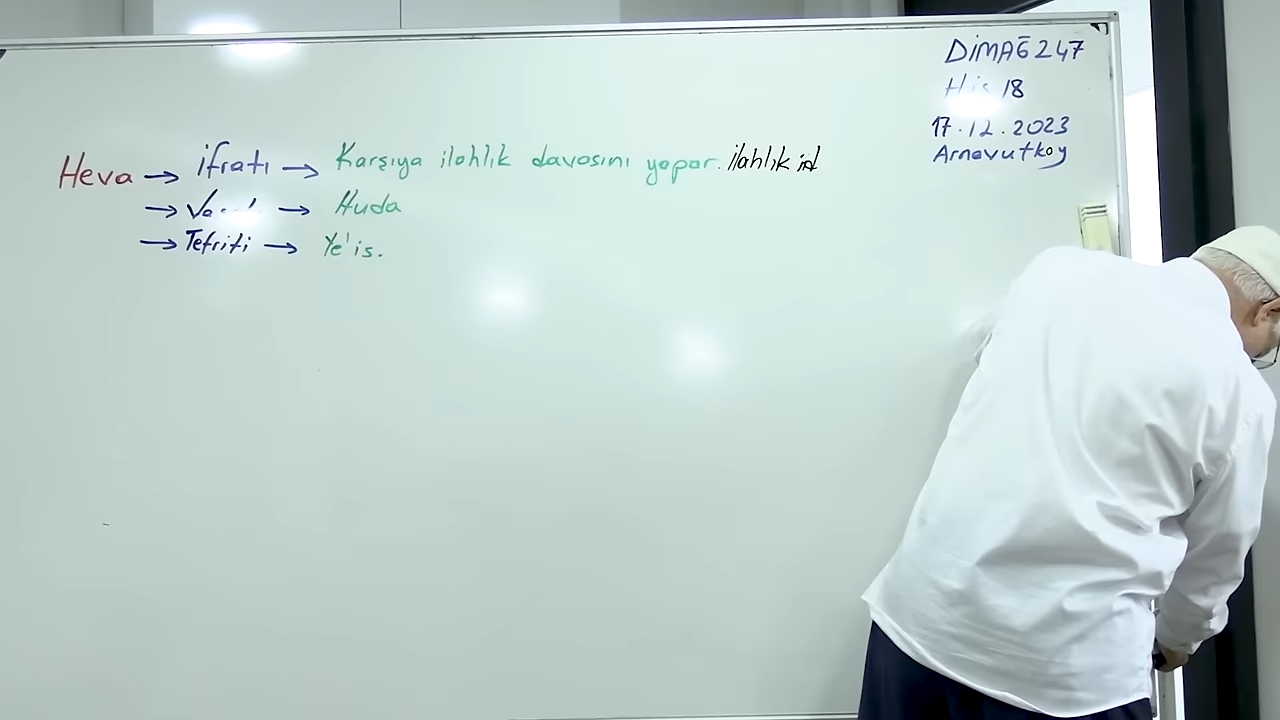 DİMAĞ 247
His 18
17.12.2023
Arnavutköy
Heva → ifratı → Karşıya ilahlık davasını yapar. ilahlık id
→ → Huda
→ Tefriti → Ye'is.